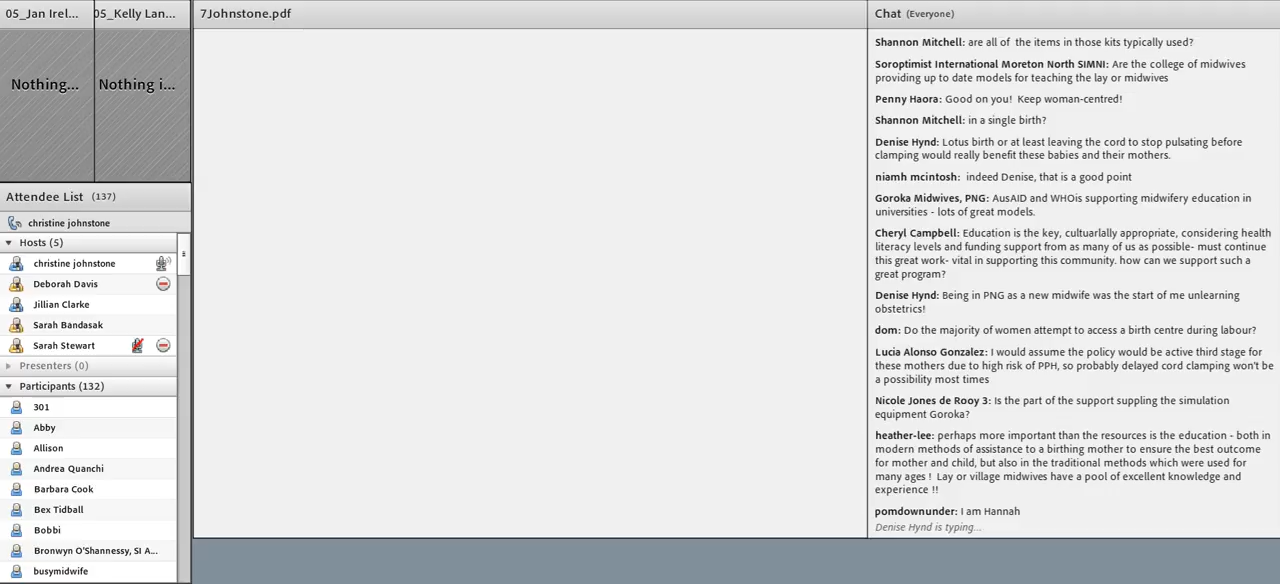 05_Jan Irel...
05_Kelly Lan...
Nothing...
Nothing i...
Attendee List (137)
christine johnstone
Hosts (5)
christine johnstone
Deborah Davis
Jillian Clarke
Sarah Bandasak
Sarah Stewart
Presenters (0)
Participants (132)
301
Abby
Allison
Andrea Quanchi
Barbara Cook
Bex Tidball
Bobbi
Bronwyn O'Shannessy, SI A...
busymidwife
7Johnstone.pdf
Chat (Everyone)
Shannon Mitchell: are all of  the items in those kits typically used?
Soroptimist International Moreton North SIMNI: Are the college of midwives
providing up to date models for teaching the lay or midwives
Penny Haora: Good on you!  Keep woman-centred!
Shannon Mitchell: in a single birth?
Denise Hynd: Lotus birth or at least leaving the cord to stop pulsating before
clamping would really benefit these babies and their mothers.
niamh mcintosh:  indeed Denise, that is a good point
Goroka Midwives, PNG: AusAID and WHOis supporting midwifery education in
universities - lots of great models.
Cheryl Campbell: Education is the key, cultuarlally appropriate, considering health
literacy levels and funding support from as many of us as possible- must continue
this great work- vital in supporting this community. how can we support such a
great program?
Denise Hynd: Being in PNG as a new midwife was the start of me unlearning
obstetrics!
dom: Do the majority of women attempt to access a birth centre during labour?
Lucia Alonso Gonzalez: I would assume the policy would be active third stage for
these mothers due to high risk of PPH, so probably delayed cord clamping won't be
a possibility most times
Nicole Jones de Rooy 3: Is the part of the support suppling the simulation
equipment Goroka?
heather-lee: perhaps more important than the resources is the education - both in
modern methods of assistance to a birthing mother to ensure the best outcome
for mother and child, but also in the traditional methods which were used for
many ages !  Lay or village midwives have a pool of excellent knowledge and
experience !!
pomdownunder: I am Hannah
Denise Hynd is typing...